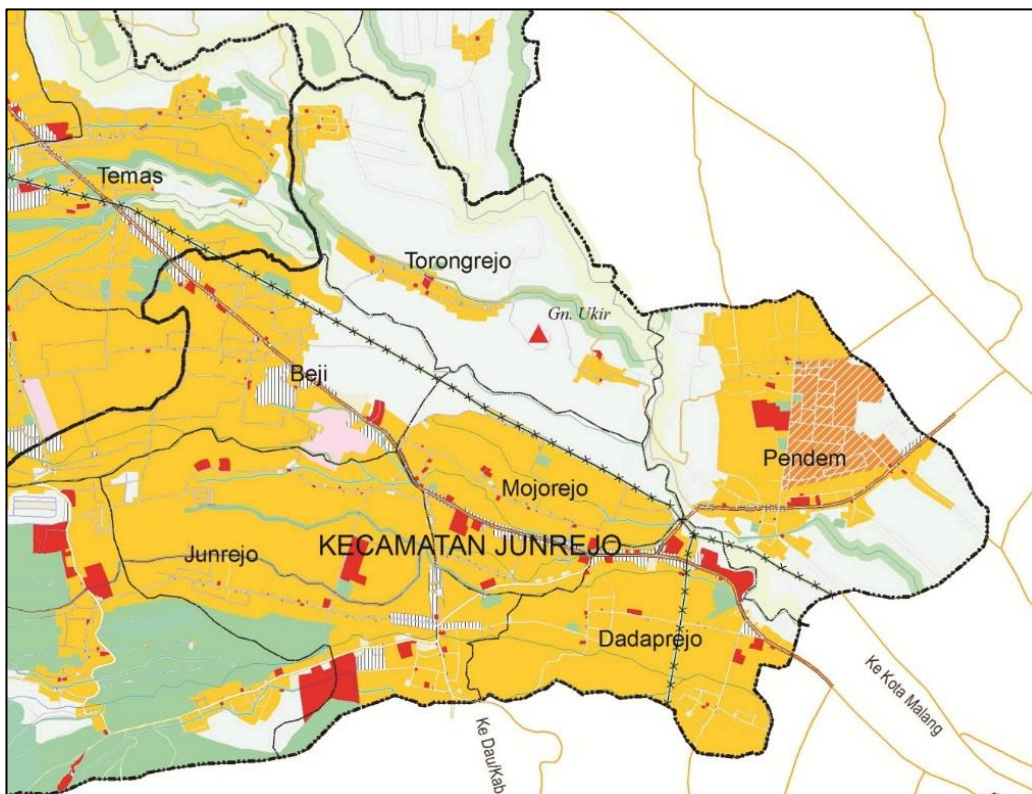 Temas
Torongrejo
Gn. Ukir
Beji
Pendem
Mojorejo
KECAMATAN JUNREJO
Junrejo
Dadaprejo
Ke Kota Malang
Ke Dau/Kab